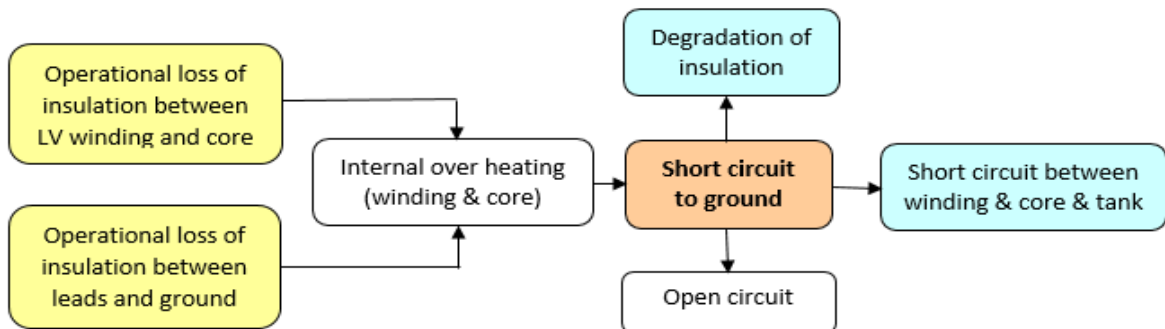 Operational loss of
insulation between
LV winding and core
Operational loss of
insulation between
leads and ground
Internal over heating
(winding & core)
Degradation of
insulation
Short circuit
to ground
Open circuit
Short circuit between
winding & core & tank